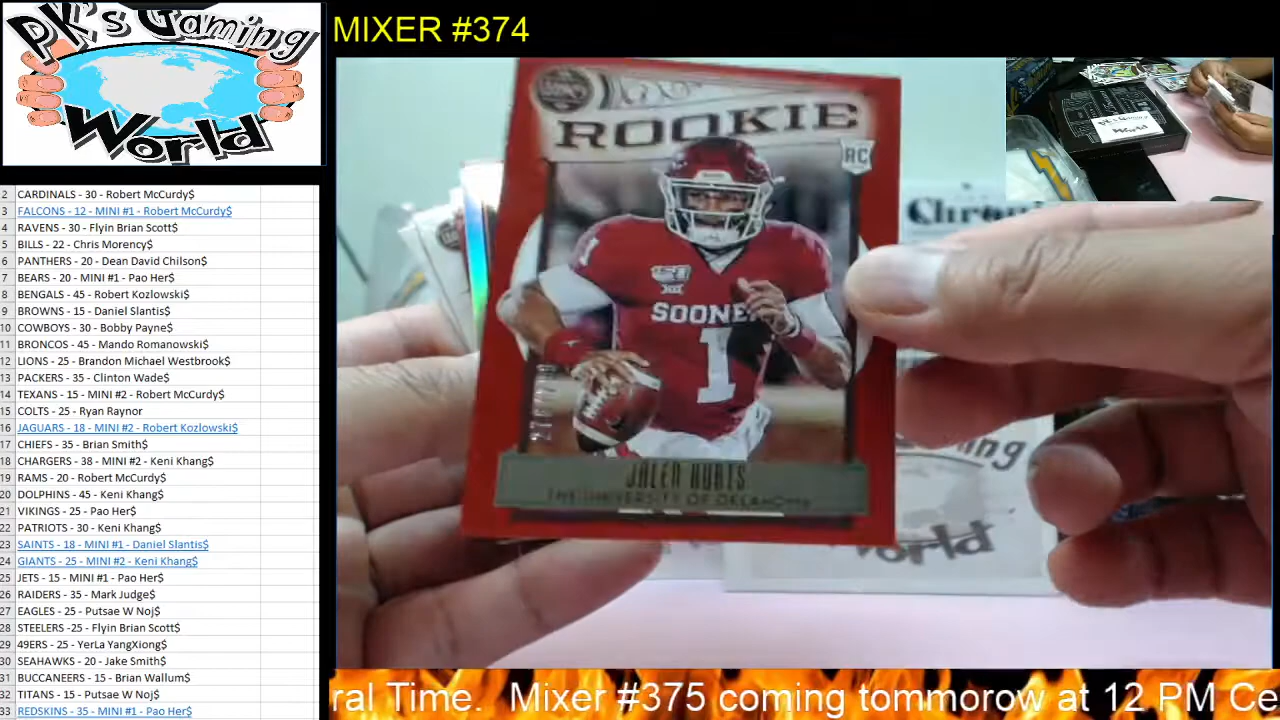 PK's Gaming
World
MIXER #374
2 CARDINALS - 30 - Robert McCurdy$
3 FALCONS - 12 - MINI #1 - Robert McCurdy$
4 RAVENS - 30 - Flyin Brian Scott$
5 BILLS - 22 - Chris Morency$
6 PANTHERS - 20 - Dean David Chilson$
7 BEARS - 20 - MINI #1 - Pao Her$
8 BENGALS - 45 - Robert Kozlowski$
9 BROWNS - 15 - Daniel Slantis$
10 COWBOYS - 30 - Bobby Payne$
11 BRONCOS - 45 - Mando Romanowski$
12 LIONS - 25 - Brandon Michael Westbrook$
13 PACKERS - 35 - Clinton Wade$
14 TEXANS - 15 - MINI #2 - Robert McCurdy$
15 COLTS - 25 - Ryan Raynor
16 JAGUARS - 18 - MINI #2 - Robert Kozlowski$
17 CHIEFS - 35 - Brian Smith$
18 CHARGERS - 38 - MINI #2 - Keni Khang$
19 RAMS - 20 - Robert McCurdy$
20 DOLPHINS - 45 - Keni Khang$
21 VIKINGS - 25 - Pao Her$
22 PATRIOTS - 30 - Keni Khang$
23 SAINTS - 18 - MINI #1 - Daniel Slantis$
24 GIANTS - 25 - MINI #2 - Keni Khang$
25 JETS - 15 - MINI #1 - Pao Her$
26 RAIDERS - 35 - Mark Judge$
27 EAGLES - 25 - Putsae W Noj$
28 STEELERS -25 - Flyin Brian Scott$
29 49ERS - 25 - YerLa YangXiong$
30 SEAHAWKS - 20 - Jake Smith$
31 BUCCANEERS - 15 - Brian Wallum$
32 TITANS - 15 - Putsae W Noj$
33 REDSKINS - 35 - MINI #1 - Pao Her$
ROOKIE
RC
SOONE
1
JALEN HURTS
THE UNIVERSITY OF OKLAHOMA
Chroni
ing
orld
ral Time. Mixer #375 coming tommorow at 12 PM Ce